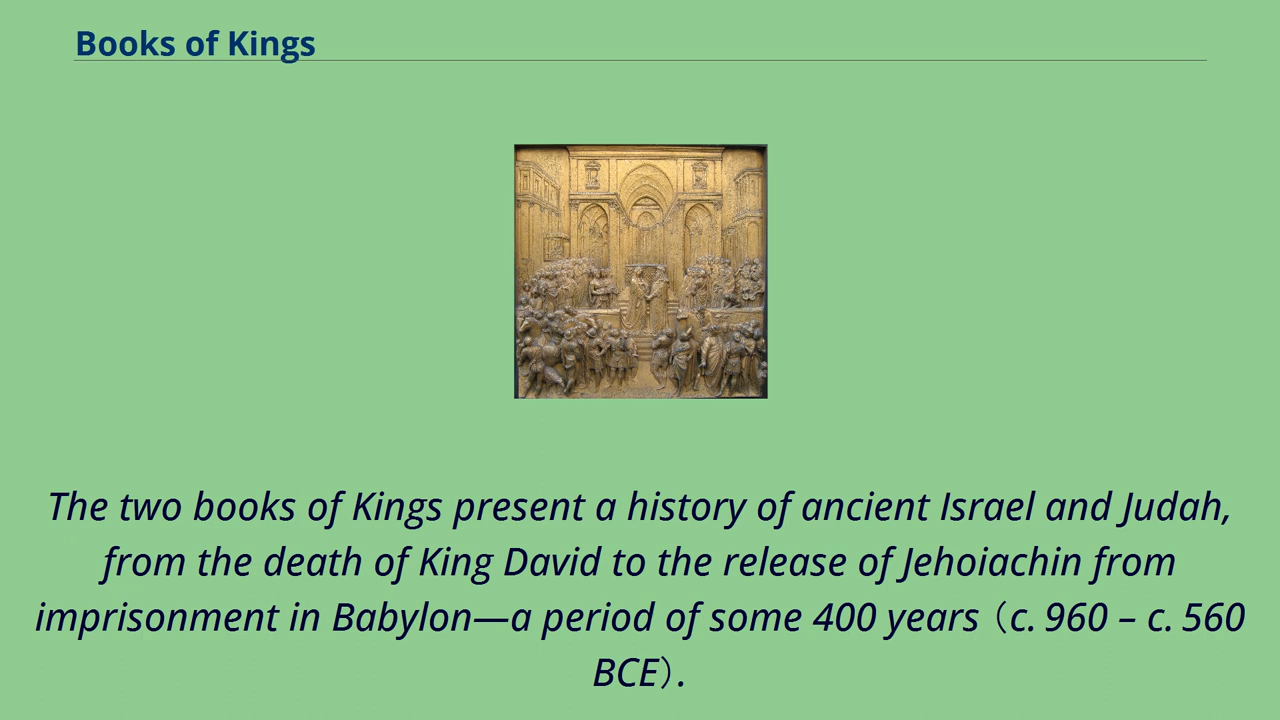 Books of Kings
The two books of Kings present a history of ancient Israel and Judah,
from the death of King David to the release of Jehoiachin from
imprisonment in Babylon—a period of some 400 years（c. 960 – c. 560
BCE）.